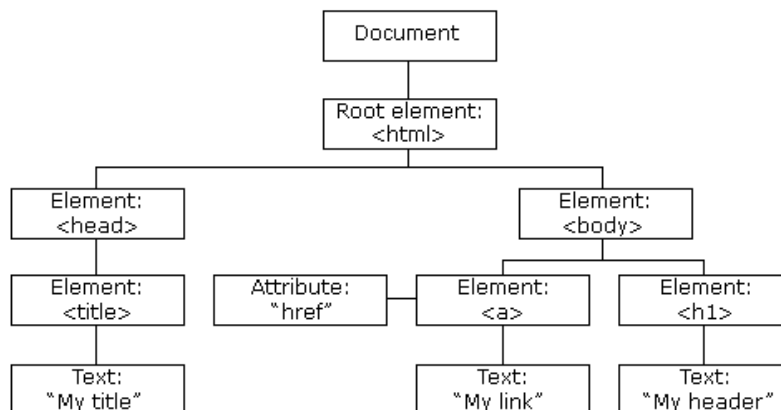 Document
Root element:
<html>
Element:
<head>
Element:
<body>
Element:
<title>
Attribute:
“href”
Element:
<a>
Element:
<h1>
Text:
“My title”
Text:
“My link”
Text:
“My header”